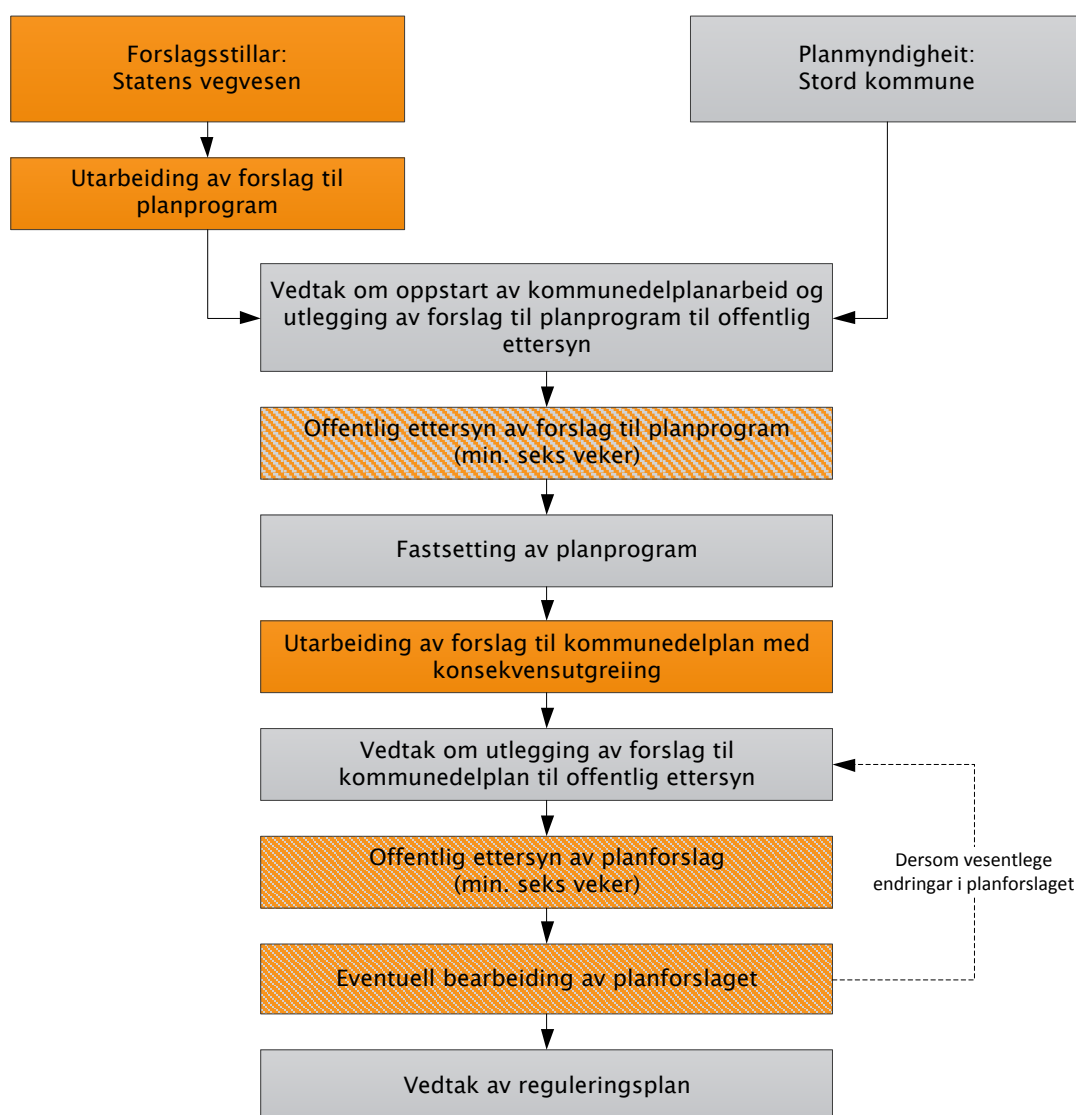 Forslagsstillar:
Statens vegvesen
Planmyndigheit:
Stord kommune
Utarbeiding av forslag til
planprogram
Vedtak om oppstart av kommunedelplanarbeid og
utlegging av forslag til planprogram til offentlig
ettersyn
Offentlig ettersyn av forslag til planprogram
(min. seks veker)
Fastsetting av planprogram
Utarbeiding av forslag til kommunedelplan med
konsekvensutgreiing
Vedtak om utlegging av forslag til
kommunedelplan til offentlig ettersyn
Offentlig ettersyn av planforslag
(min. seks veker)
Dersom vesentlege
endringar i planforslaget
Eventuell bearbeiding av planforslaget
Vedtak av reguleringsplan